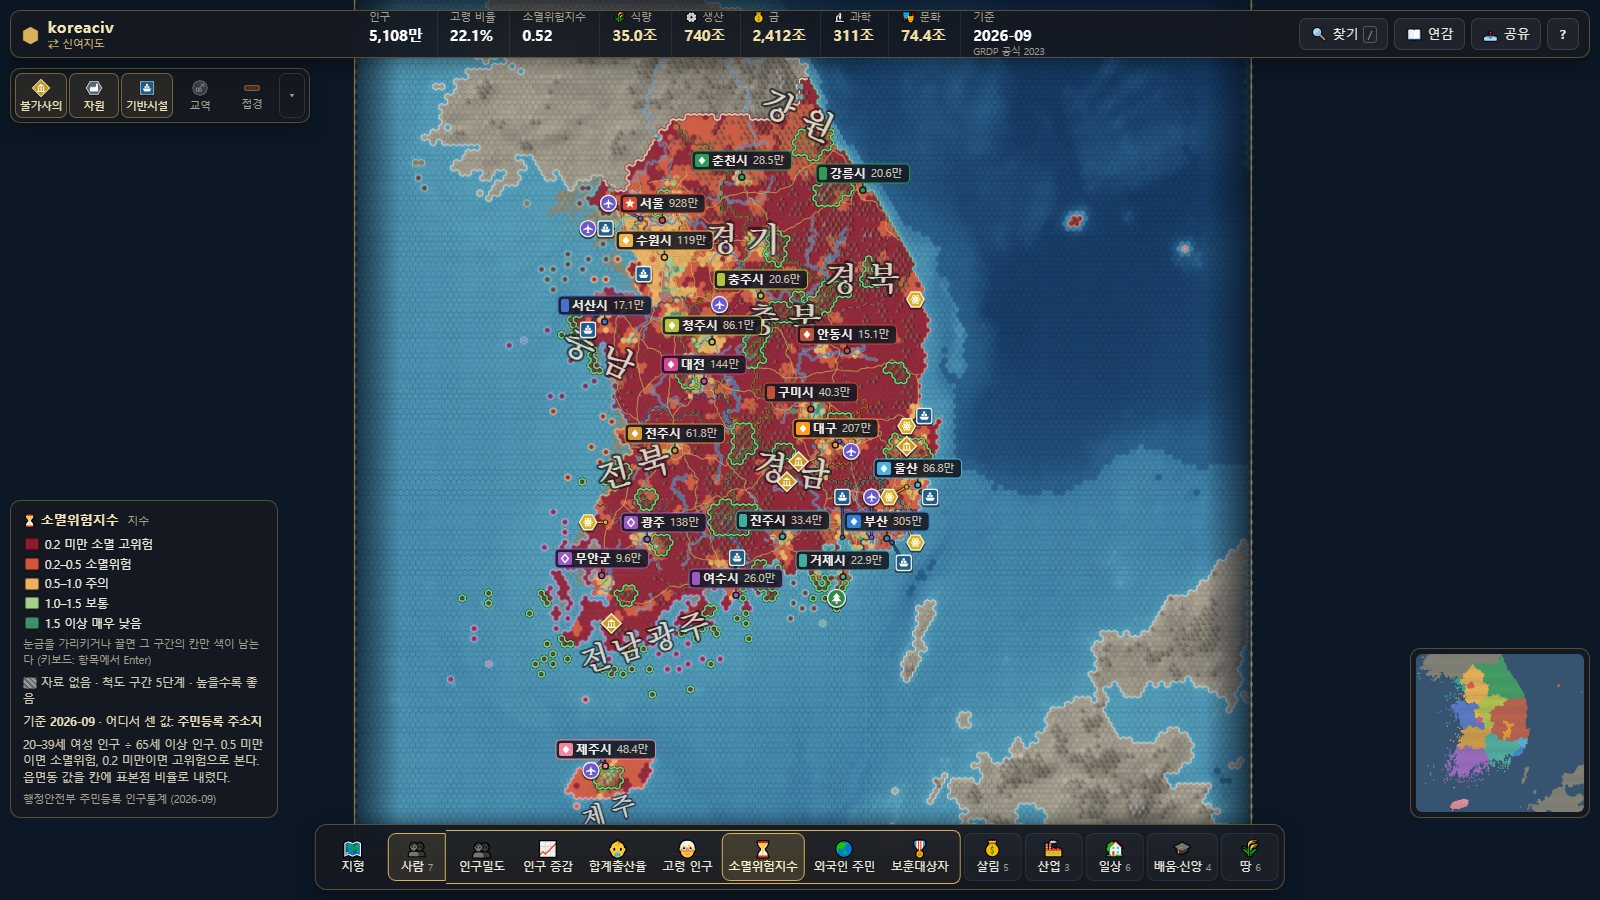 koreaciv
⇄ 신여지도
인구
5,108만
고령 비율
22.1%
소멸위험지수
0.52
식량
35.0조
생산
740조
금
2,412조
과학
311조
문화
74.4조
기준
2026-09
GRDP 공식 2023
찾기 /
연감
공유
?
불가사의
자원
기반시설
교역
접경
강원
춘천시 28.5만
강릉시 20.6만
서울 928만
수원시 119만
경기
충주시 20.6만
경북
서산시 17.1만
충북
청주시 86.1만
안동시 15.1만
충남
대전 144만
구미시 40.3만
전주시 61.8만
대구 207만
전북
경남
울산 86.8만
광주 138만
진주시 33.4만
부산 305만
무안군 9.6만
거제시 22.9만
여수시 26.0만
전남광주
제주시 48.4만
제주
소멸위험지수 지수
0.2 미만 소멸 고위험
0.2–0.5 소멸위험
0.5–1.0 주의
1.0–1.5 보통
1.5 이상 매우 낮음
눈금을 가리키거나 끌면 그 구간의 칸만 색이 남는
다 (키보드: 항목에서 Enter)
자료 없음 · 척도 구간 5단계 · 높을수록 좋
음
기준 2026-09 · 어디서 센 값: 주민등록 주소지
20–39세 여성 인구 ÷ 65세 이상 인구. 0.5 미만
이면 소멸위험, 0.2 미만이면 고위험으로 본다.
읍면동 값을 칸에 표본점 비율로 내렸다.
행정안전부 주민등록 인구통계 (2026-09)
지형
사람 7
인구밀도
인구 증감
합계출산율
고령 인구
소멸위험지수
외국인 주민
보훈대상자
살림 5
산업 3
일상 6
배움·신앙 4
땅 6